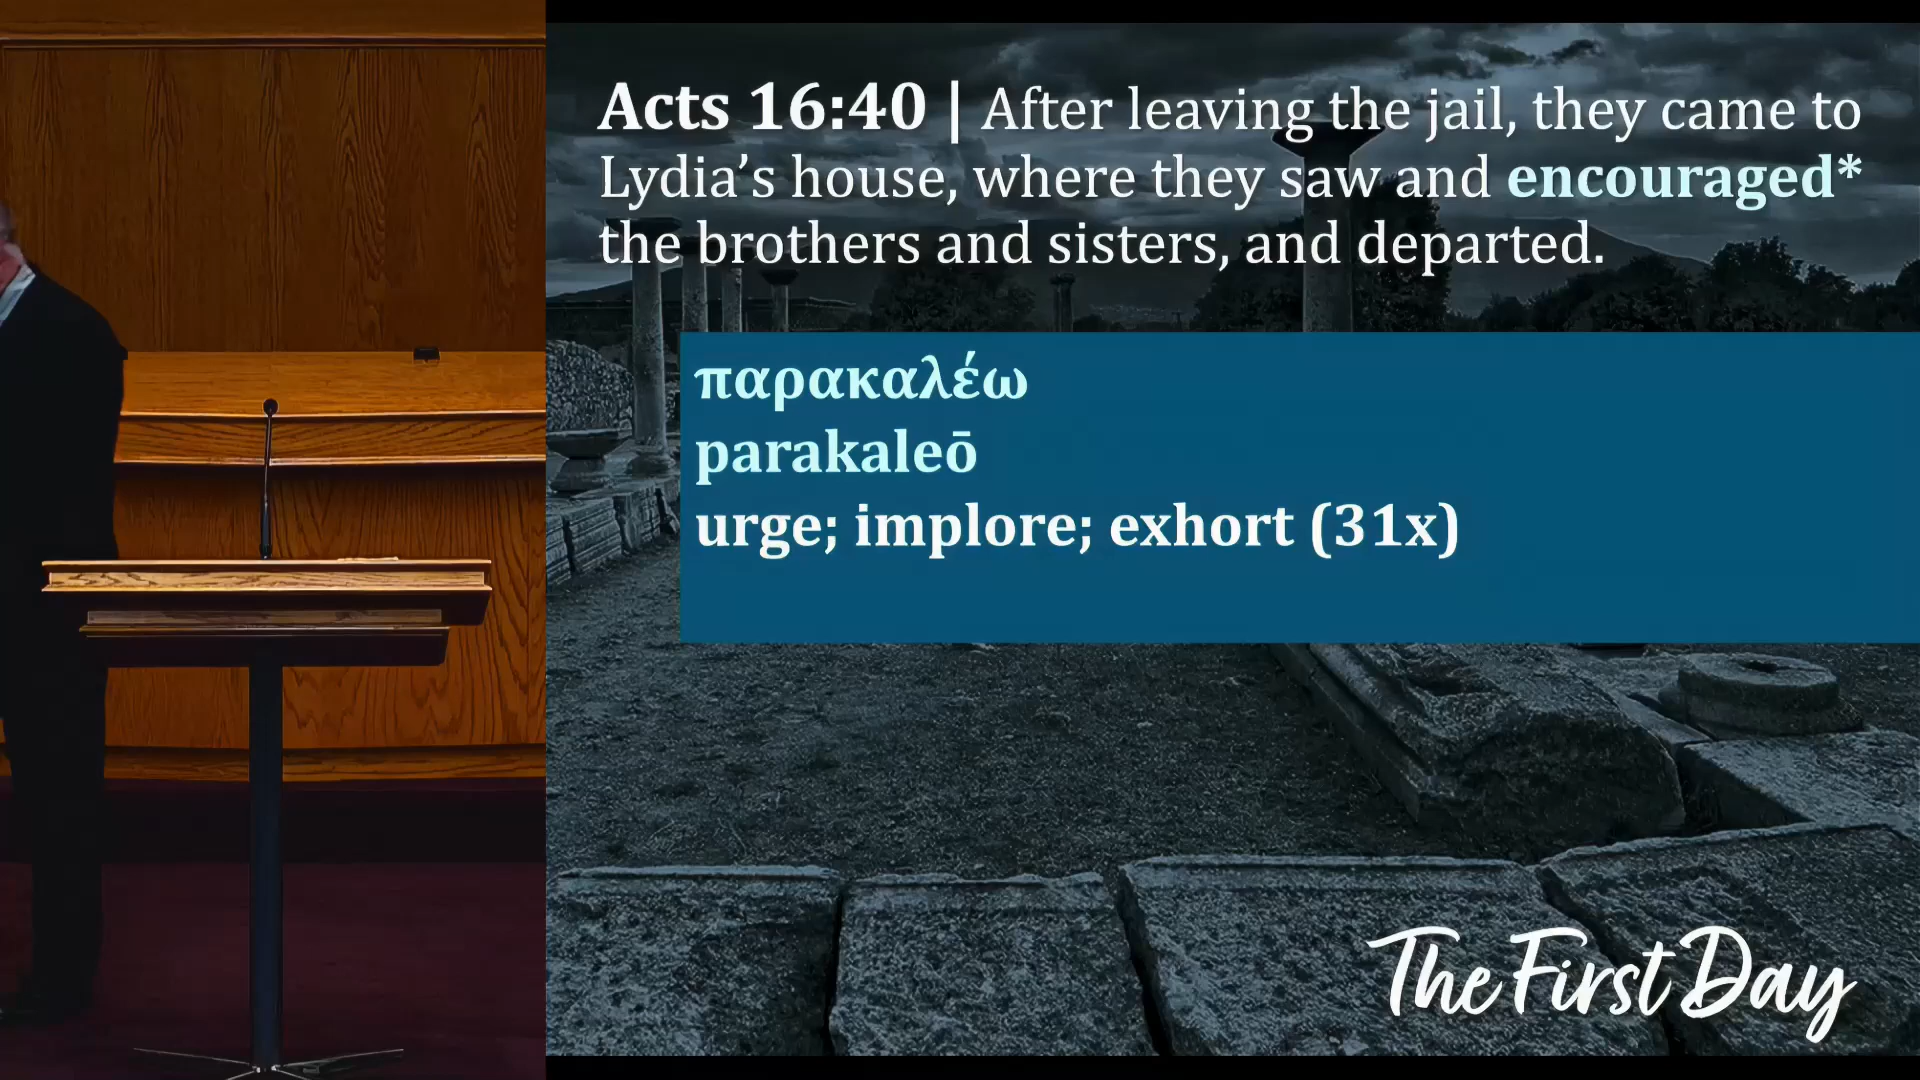 Acts 16:40 | After leaving the jail, they came to
Lydia’s house, where they saw and encouraged*
the brothers and sisters, and departed.
παρακαλέω
parakaleō
urge; implore; exhort (31x)
The First Day